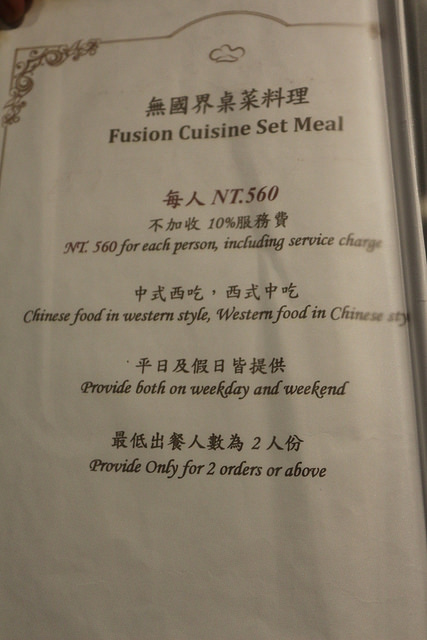 無國界桌菜料理
Fusion Cuisine Set Meal
每人 NT.560
不加收 10%服務費
NT. 560 for each person, including service charge
中式西吃，西式中吃
Chinese food in western style, Western food in Chinese sty
平日及假日皆提供
Provide both on weekday and weekend
最低出餐人數為 2 人份
Provide Only for 2 orders or above